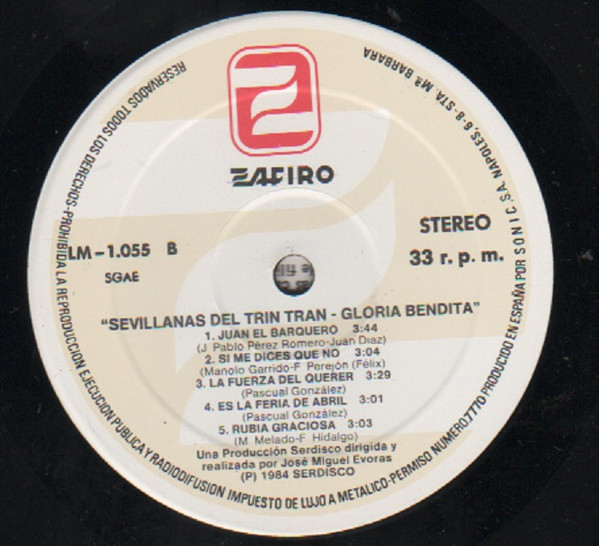 ZAFIRO
LM-1.055 B
SGAE
STEREO
33 r. p. m.
"SEVILLANAS DEL TRIN TRAN - GLORIA BENDITA"
1. JUAN EL BARQUERO 3:44
(J Pablo Pérez Romero-Juan Díaz)
2. SI ME DICES QUE NO 3:04
(Manolo Garrido-F Perejón (Félix)
3. LA FUERZA DEL QUERER 3:29
(Pascual González)
4. ES LA FERIA DE ABRIL 3:01
(Pascual González)
5. RUBIA GRACIOSA 3:03
(M Melado-F Hidalgo)
Una Producción Serdisco dirigida y
realizada por José Miguel Evoras
(P) 1984 SERDISCO
RESERVADOS TODOS LOS DERECHOS-PROHIBIDA LA REPRODUCCION EJECUCION PUBLICA Y RADIODIFUSION IMPUESTO DE LUJO A METALICO-PERMISO NUMERO 7770 PRODUCIDO EN ESPAÑA POR SONIC, S.A. NAPOLES, 6-8-STA. Mª BARBARA